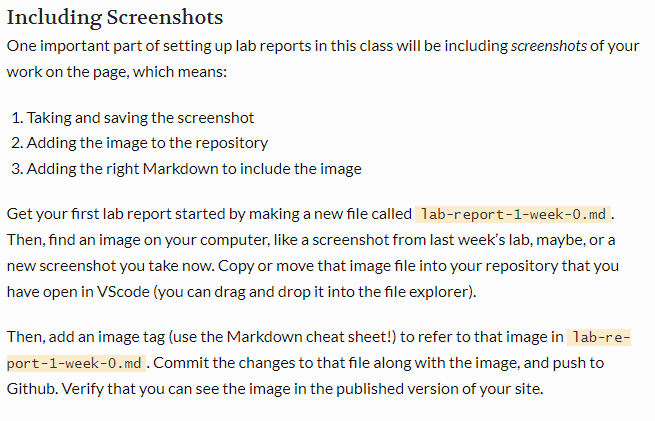 Including Screenshots
One important part of setting up lab reports in this class will be including screenshots of your
work on the page, which means:
1. Taking and saving the screenshot
2. Adding the image to the repository
3. Adding the right Markdown to include the image
Get your first lab report started by making a new file called lab-report-1-week-0.md.
Then, find an image on your computer, like a screenshot from last week’s lab, maybe, or a
new screenshot you take now. Copy or move that image file into your repository that you
have open in VScode (you can drag and drop it into the file explorer).
Then, add an image tag (use the Markdown cheat sheet!) to refer to that image in lab-re-
port-1-week-0.md. Commit the changes to that file along with the image, and push to
Github. Verify that you can see the image in the published version of your site.